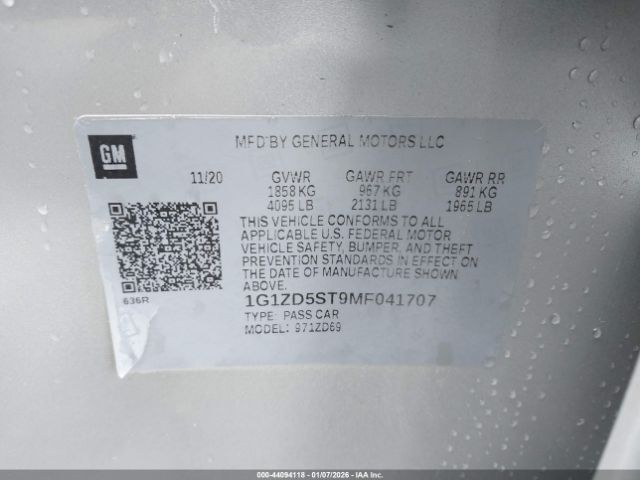 GM
MFD BY GENERAL MOTORS LLC
11/20 GVWR GAWR FRT GAWR RR
1858 KG 967 KG 891 KG
4095 LB 2131 LB 1965 LB
THIS VEHICLE CONFORMS TO ALL
APPLICABLE U.S. FEDERAL MOTOR
VEHICLE SAFETY, BUMPER, AND THEFT
PREVENTION STANDARDS IN EFFECT ON
THE DATE OF MANUFACTURE SHOWN
ABOVE.
636R
1G1ZD5ST9MF041707
TYPE: PASS CAR
MODEL: 971ZD69
000-44094118 - 01/07/2026 - IAA Inc.